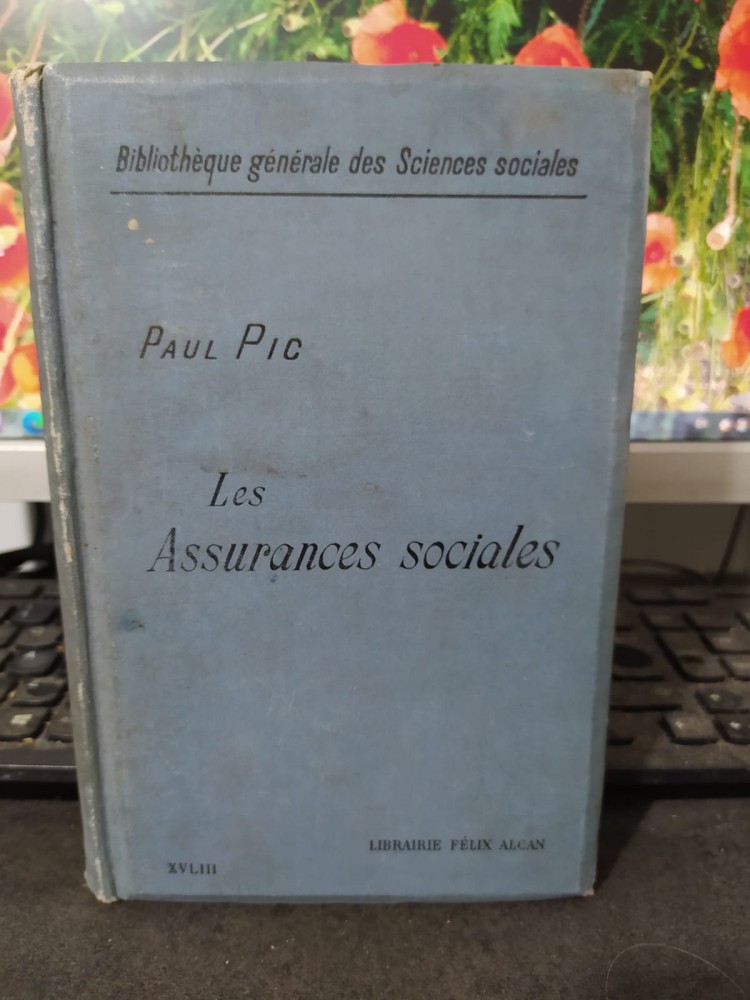 Bibliothèque générale des Sciences sociales
PAUL PIC
Les
Assurances sociales
LIBRAIRIE FÉLIX ALCAN
XVLIII